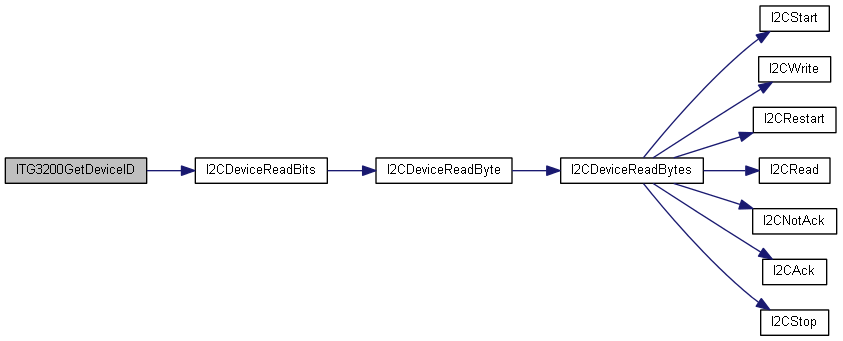 ITG3200GetDeviceID
I2CDeviceReadBits
I2CDeviceReadByte
I2CDeviceReadBytes
I2CStart
I2CWrite
I2CRestart
I2CRead
I2CNotAck
I2CAck
I2CStop